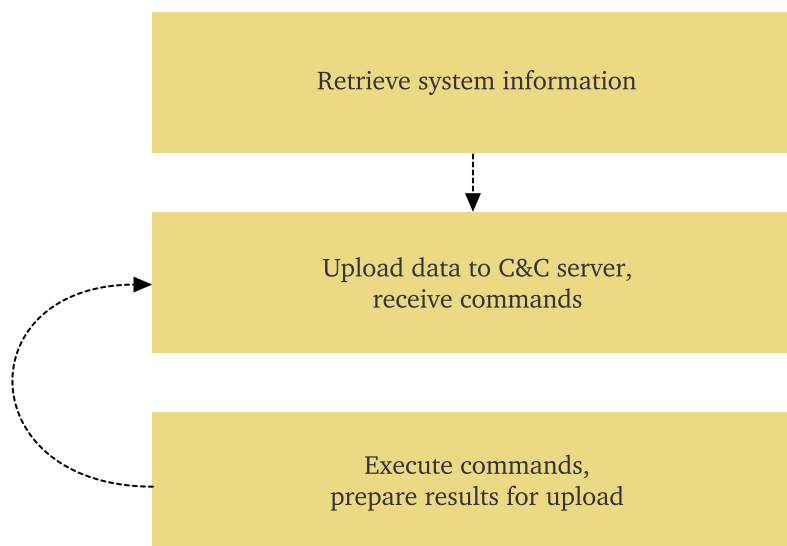 Retrieve system information
Upload data to C&C server,
receive commands
Execute commands,
prepare results for upload